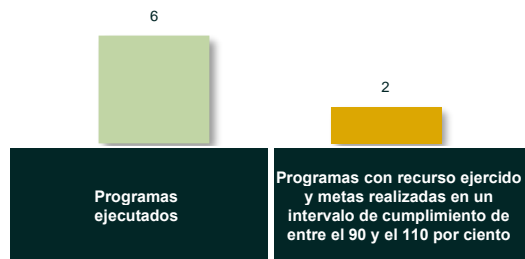 6
2
Programas
ejecutados
Programas con recurso ejercido
y metas realizadas en un
intervalo de cumplimiento de
entre el 90 y el 110 por ciento